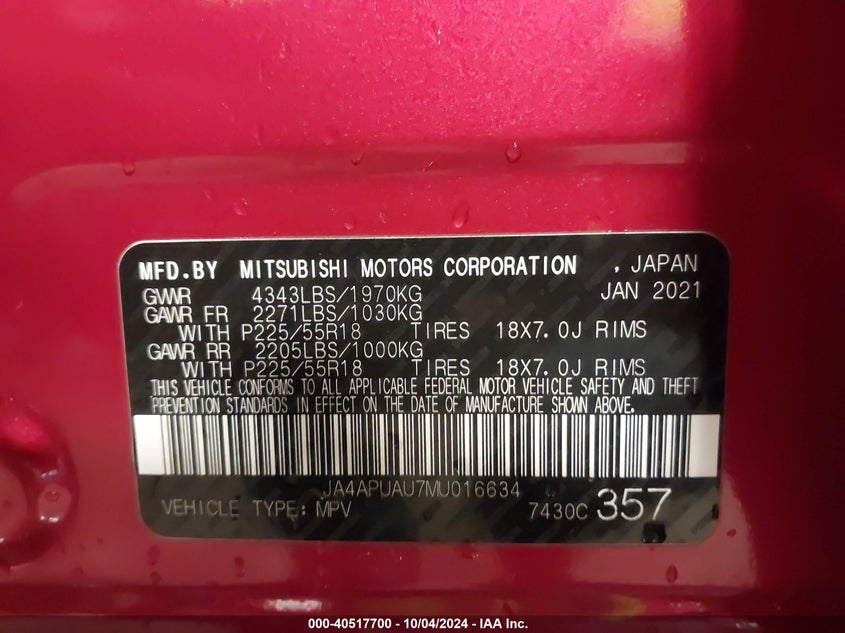 MFD.BY MITSUBISHI MOTORS CORPORATION , JAPAN
GVWR 4343LBS/1970KG JAN 2021
GAWR FR 2271LBS/1030KG
WITH P225/55R18 TIRES 18X7.0J RIMS
GAWR RR 2205LBS/1000KG
WITH P225/55R18 TIRES 18X7.0J RIMS
THIS VEHICLE CONFORMS TO ALL APPLICABLE FEDERAL MOTOR VEHICLE SAFETY AND THEFT
PREVENTION STANDARDS IN EFFECT ON THE DATE OF MANUFACTURE SHOWN ABOVE.
JA4APUAU7MU016634
VEHICLE TYPE: MPV 7430C 357
000-40517700 - 10/04/2024 - IAA Inc.